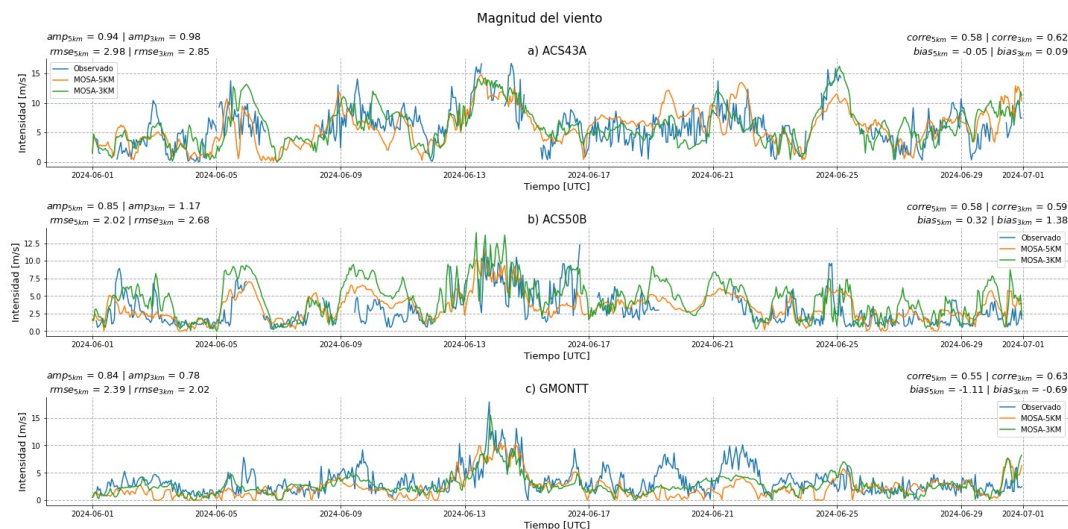 Magnitud del viento
amp5km = 0.94 | amp3km = 0.98
corre5km = 0.58 | corre3km = 0.62
rmse5km = 2.98 | rmse3km = 2.85
a) ACS43A
bias5km = -0.05 | bias3km = 0.09
Intensidad [m/s]
15
10
5
0
Observado
MOSA-5KM
MOSA-3KM
2024-06-01 2024-06-05 2024-06-09 2024-06-13 2024-06-17 2024-06-21 2024-06-25 2024-06-29 2024-07-01
Tiempo [UTC]
amp5km = 0.85 | amp3km = 1.17
corre5km = 0.58 | corre3km = 0.59
rmse5km = 2.02 | rmse3km = 2.68
b) ACS50B
bias5km = 0.32 | bias3km = 1.38
Intensidad [m/s]
12.5
10.0
7.5
5.0
2.5
0.0
Observado
MOSA-5KM
MOSA-3KM
2024-06-01 2024-06-05 2024-06-09 2024-06-13 2024-06-17 2024-06-21 2024-06-25 2024-06-29 2024-07-01
Tiempo [UTC]
amp5km = 0.84 | amp3km = 0.78
corre5km = 0.55 | corre3km = 0.63
rmse5km = 2.39 | rmse3km = 2.02
c) GMONTT
bias5km = -1.11 | bias3km = -0.69
Intensidad [m/s]
15
10
5
0
Observado
MOSA-5KM
MOSA-3KM
2024-06-01 2024-06-05 2024-06-09 2024-06-13 2024-06-17 2024-06-21 2024-06-25 2024-06-29 2024-07-01
Tiempo [UTC]